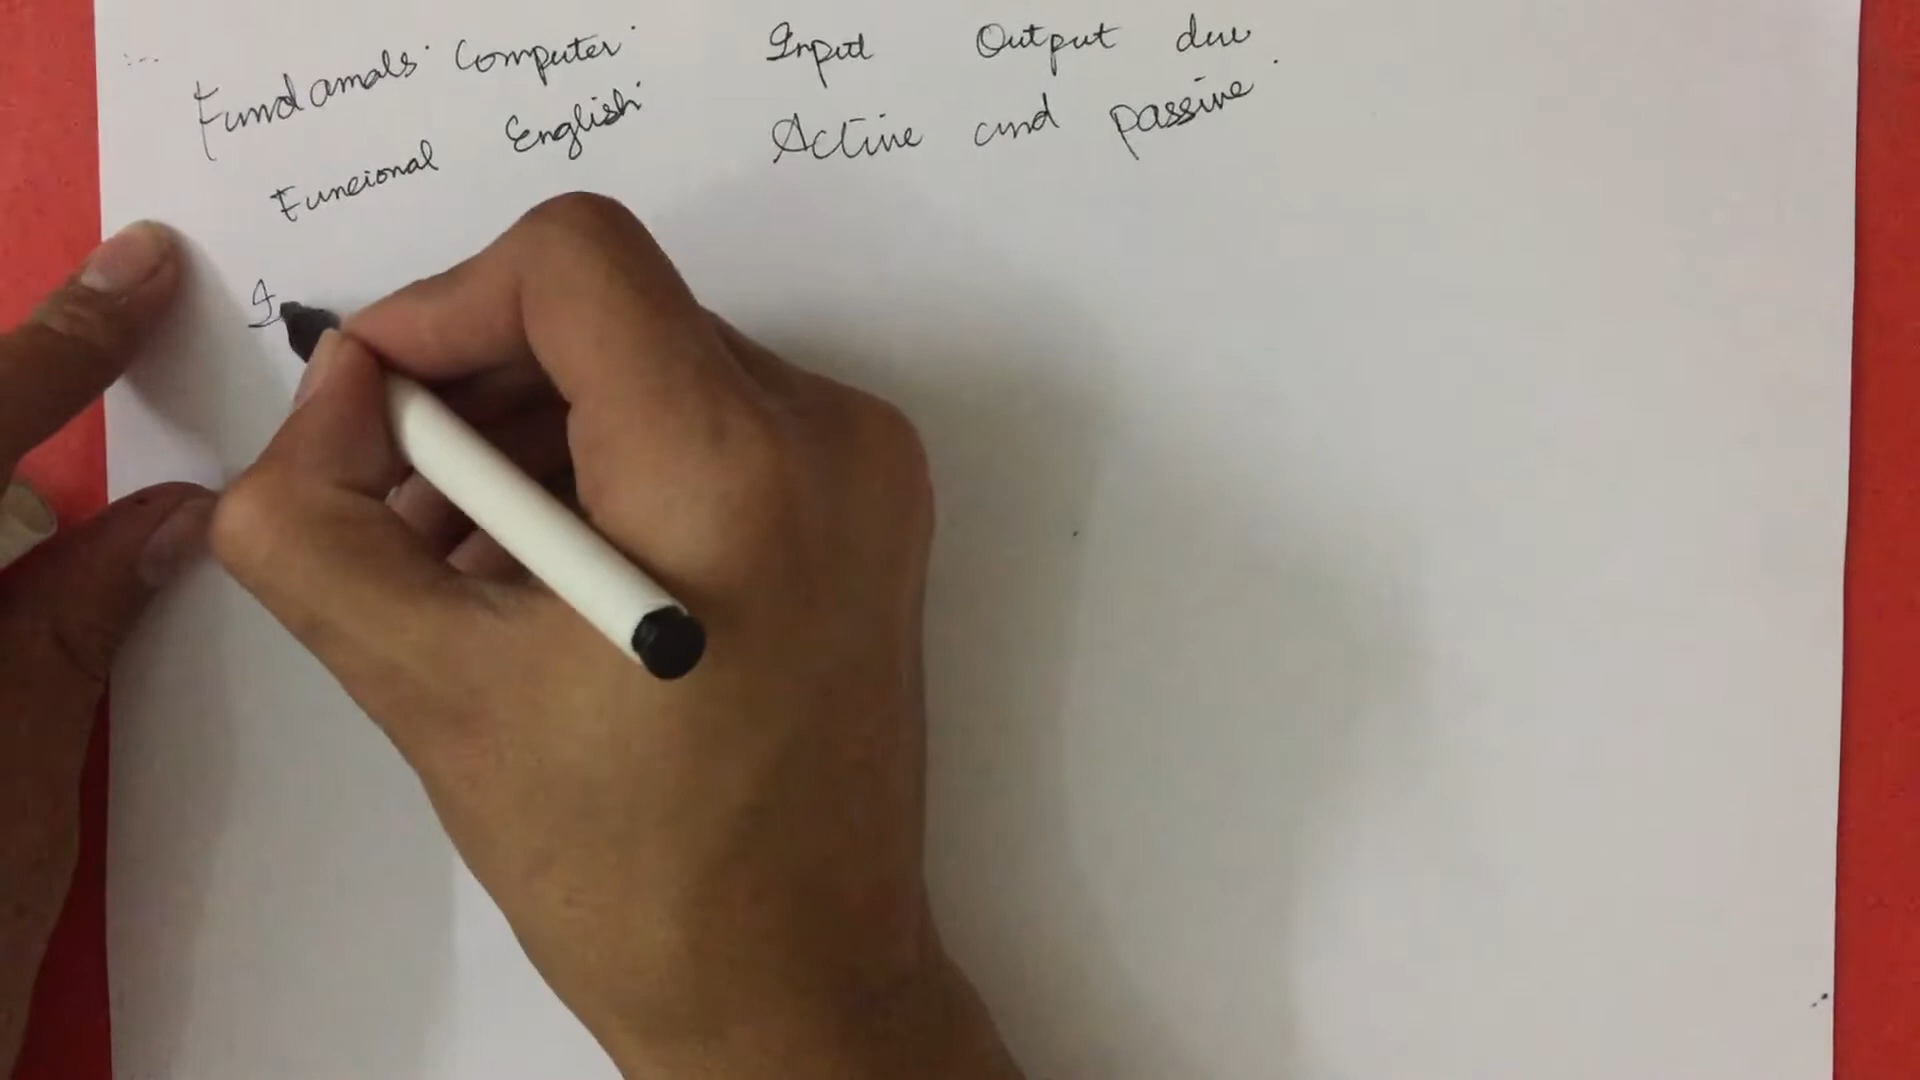 Fundamals Computer Input Output due
Funcional English Active and passive
I